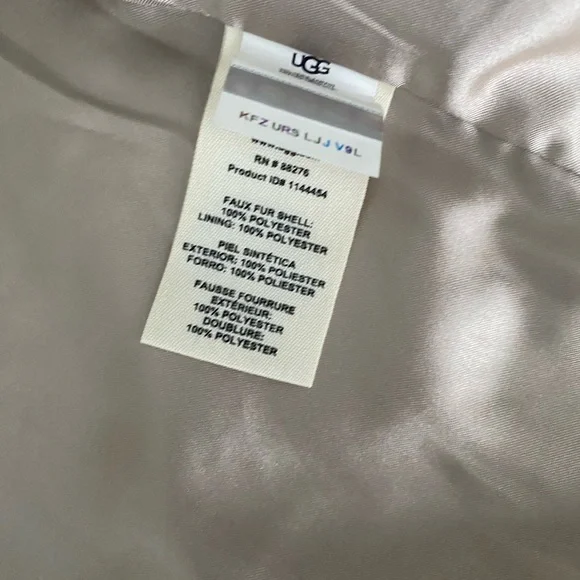 UGG
KFZ URS LJJ V9L
RN # 88276
Product ID# 1144454
FAUX FUR SHELL:
100% POLYESTER
LINING: 100% POLYESTER
PIEL SINTÉTICA
EXTERIOR: 100% POLIESTER
FORRO: 100% POLIESTER
FAUSSE FOURRURE
EXTÉRIEUR:
100% POLYESTER
DOUBLURE:
100% POLYESTER